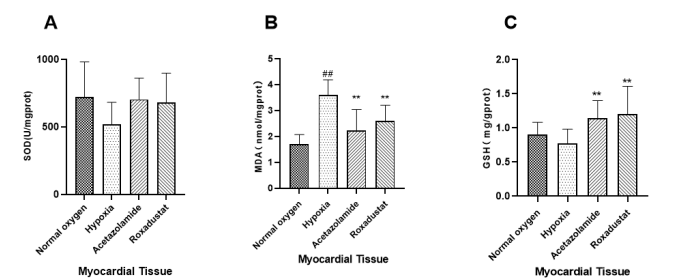 A
B
C
SOD(U/mgprot)
1000
500
0
Normal oxygen
Hypoxia
Acetazolamide
Roxadustat
Myocardial Tissue
MDA( nmol/mgprot)
5
4
3
2
1
0
##
**
**
Normal oxygen
Hypoxia
Acetazolamide
Roxadustat
Myocardial Tissue
GSH( mg/gprot)
2.0
1.5
1.0
0.5
0.0
**
**
Normal oxygen
Hypoxia
Acetazolamide
Roxadustat
Myocardial Tissue